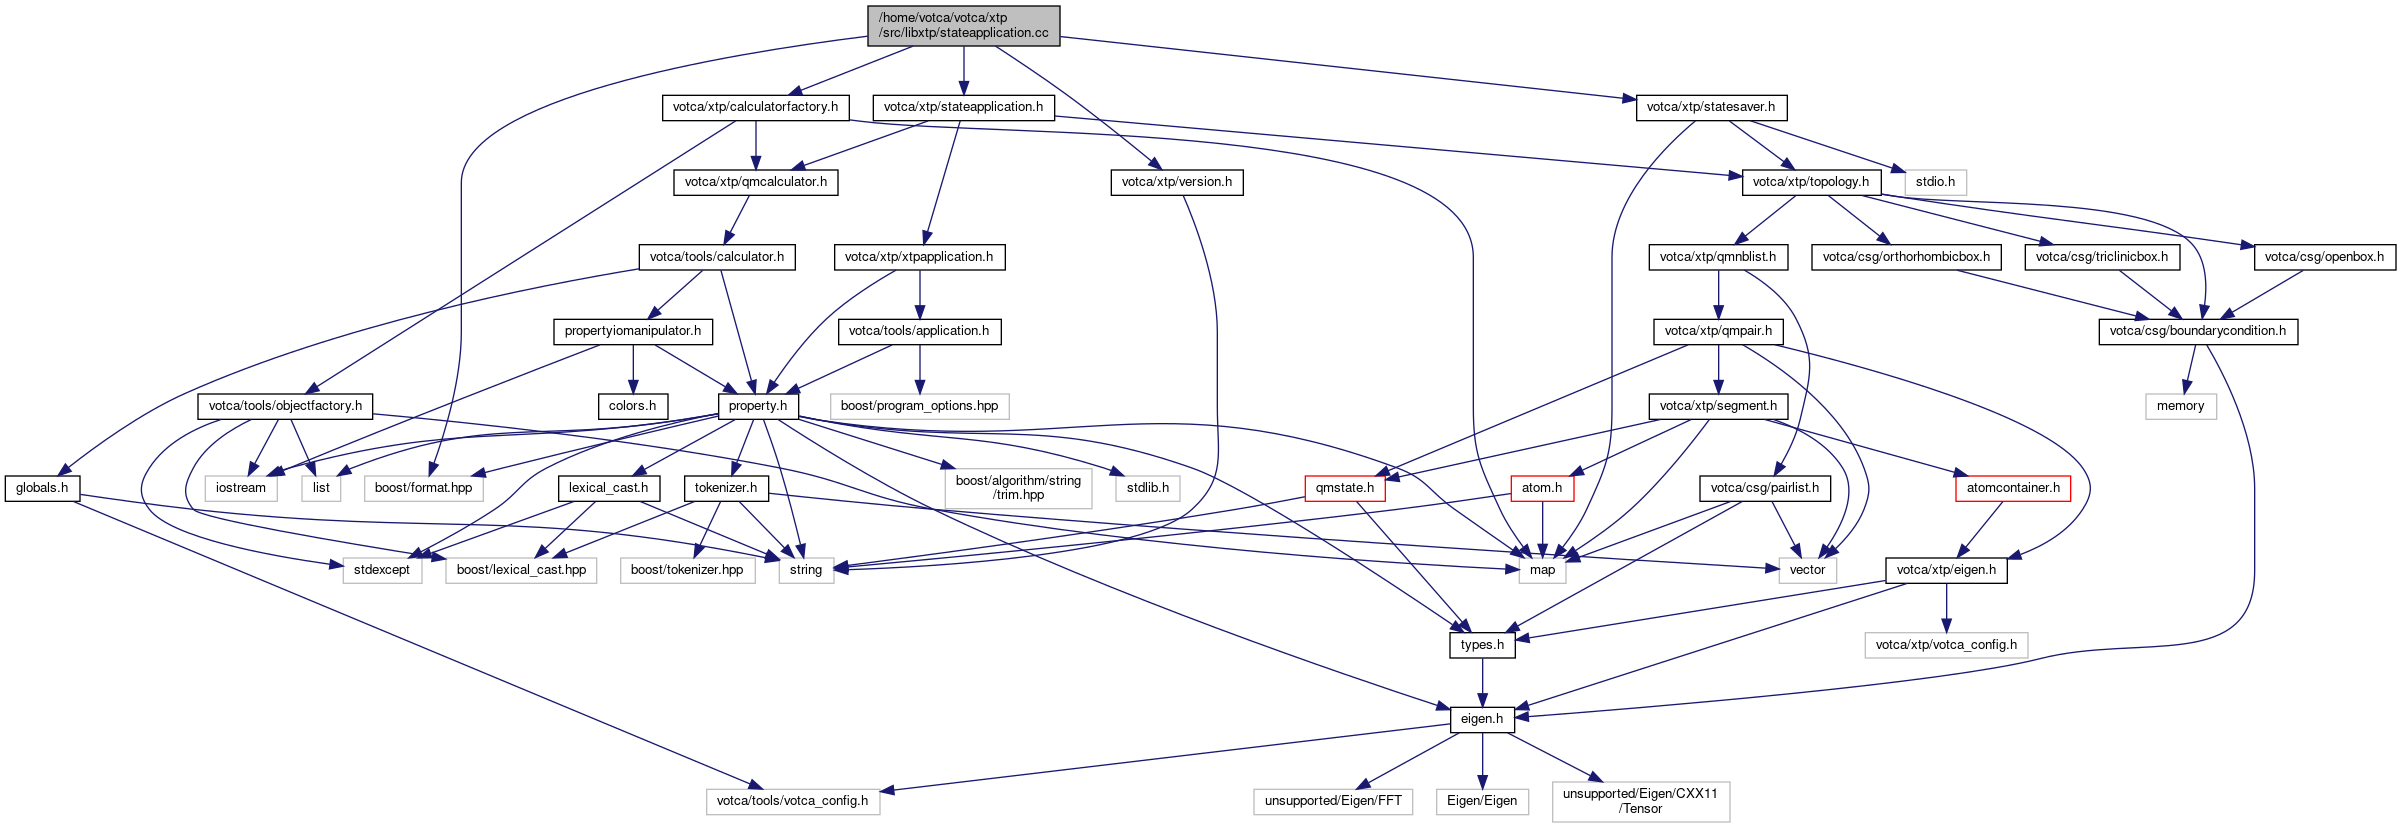 /home/votca/votca/xtp
/src/libxtp/stateapplication.cc
votca/xtp/calculatorfactory.h
votca/xtp/stateapplication.h
votca/xtp/statesaver.h
votca/xtp/qmcalculator.h
votca/xtp/version.h
votca/xtp/topology.h
stdio.h
votca/tools/calculator.h
votca/xtp/xtpapplication.h
votca/xtp/qmnblist.h
votca/csg/orthorhombicbox.h
votca/csg/triclinicbox.h
votca/csg/openbox.h
propertyiomanipulator.h
votca/tools/application.h
votca/xtp/qmpair.h
votca/csg/boundarycondition.h
votca/tools/objectfactory.h
colors.h
property.h
boost/program_options.hpp
votca/xtp/segment.h
memory
globals.h
iostream
list
boost/format.hpp
lexical_cast.h
tokenizer.h
boost/algorithm/string
/trim.hpp
stdlib.h
qmstate.h
atom.h
votca/csg/pairlist.h
atomcontainer.h
stdexcept
boost/lexical_cast.hpp
boost/tokenizer.hpp
string
map
vector
votca/xtp/eigen.h
types.h
votca/xtp/votca_config.h
eigen.h
votca/tools/votca_config.h
unsupported/Eigen/FFT
Eigen/Eigen
unsupported/Eigen/CXX11
/Tensor